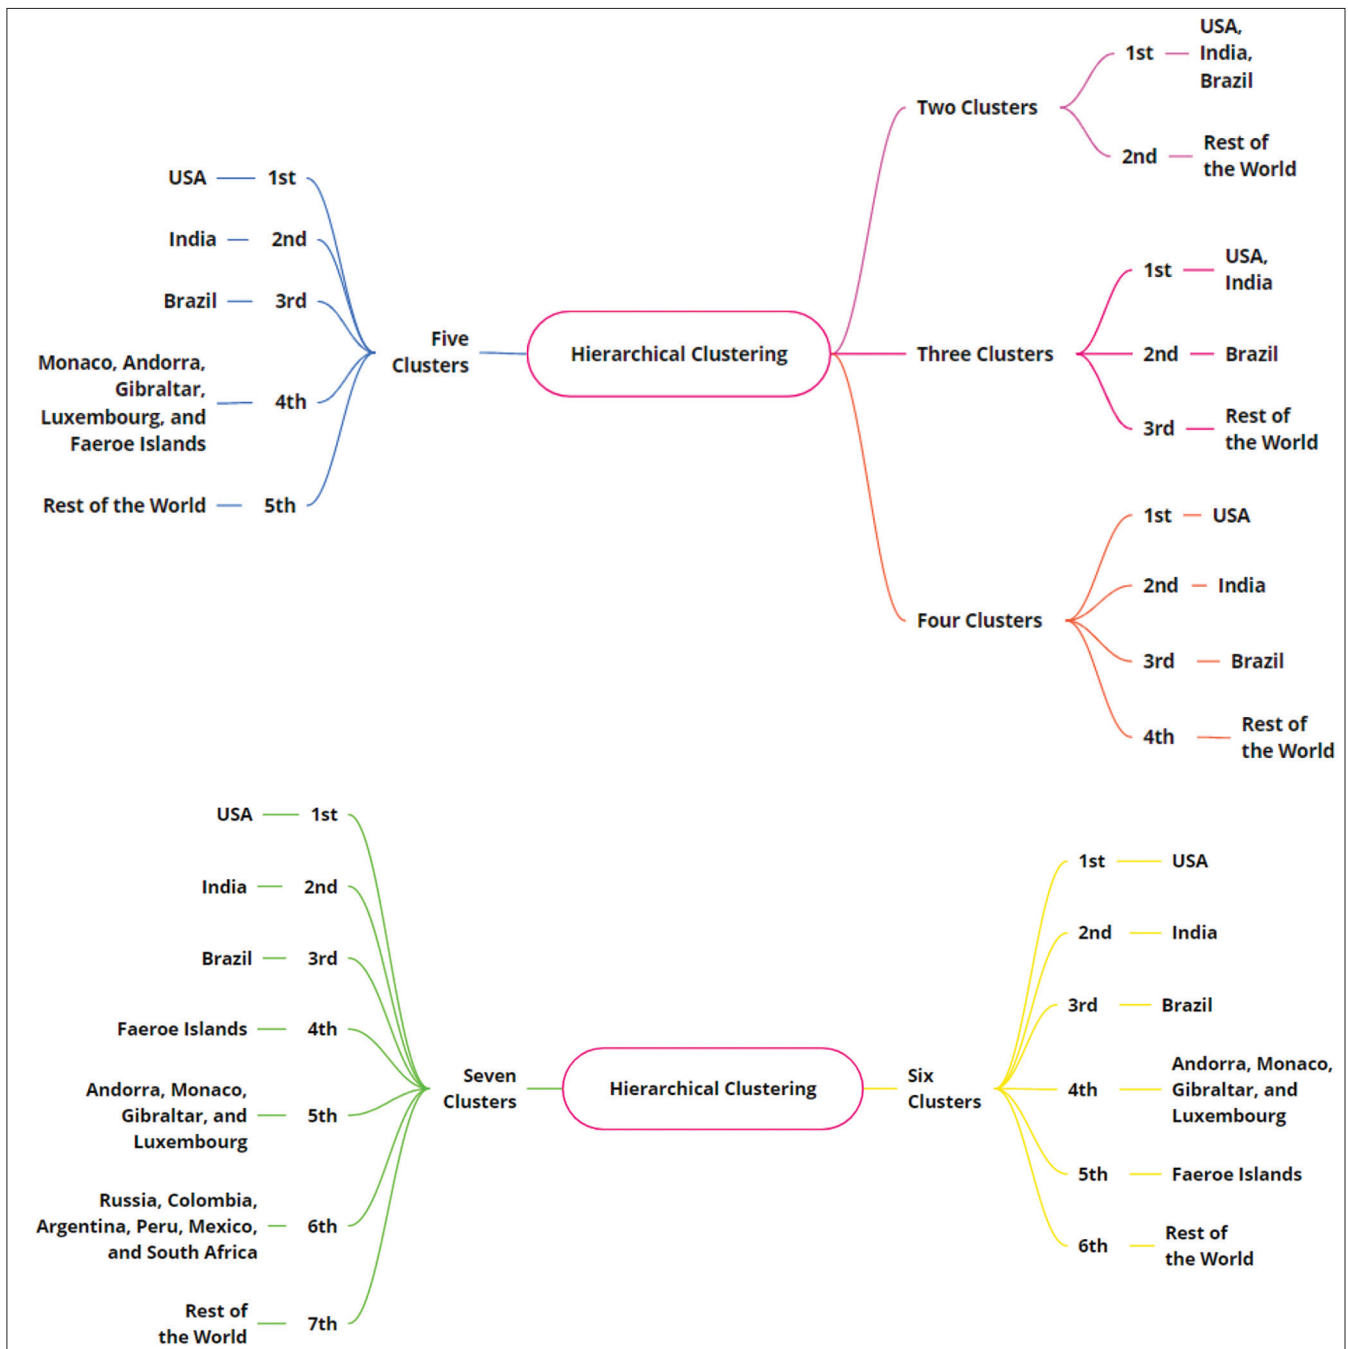 Hierarchical Clustering
Two Clusters
1st
USA,
India,
Brazil
2nd
Rest of
the World
Three Clusters
1st
USA,
India
2nd
Brazil
3rd
Rest of
the World
Four Clusters
1st
USA
2nd
India
3rd
Brazil
4th
Rest of
the World
Five
Clusters
USA
1st
India
2nd
Brazil
3rd
Monaco, Andorra,
Gibraltar,
Luxembourg, and
Faeroe Islands
4th
Rest of the World
5th
Hierarchical Clustering
Six
Clusters
1st
USA
2nd
India
3rd
Brazil
4th
Andorra, Monaco,
Gibraltar, and
Luxembourg
5th
Faeroe Islands
6th
Rest of
the World
Seven
Clusters
USA
1st
India
2nd
Brazil
3rd
Faeroe Islands
4th
Andorra, Monaco,
Gibraltar, and
Luxembourg
5th
Russia, Colombia,
Argentina, Peru, Mexico,
and South Africa
6th
Rest of
the World
7th